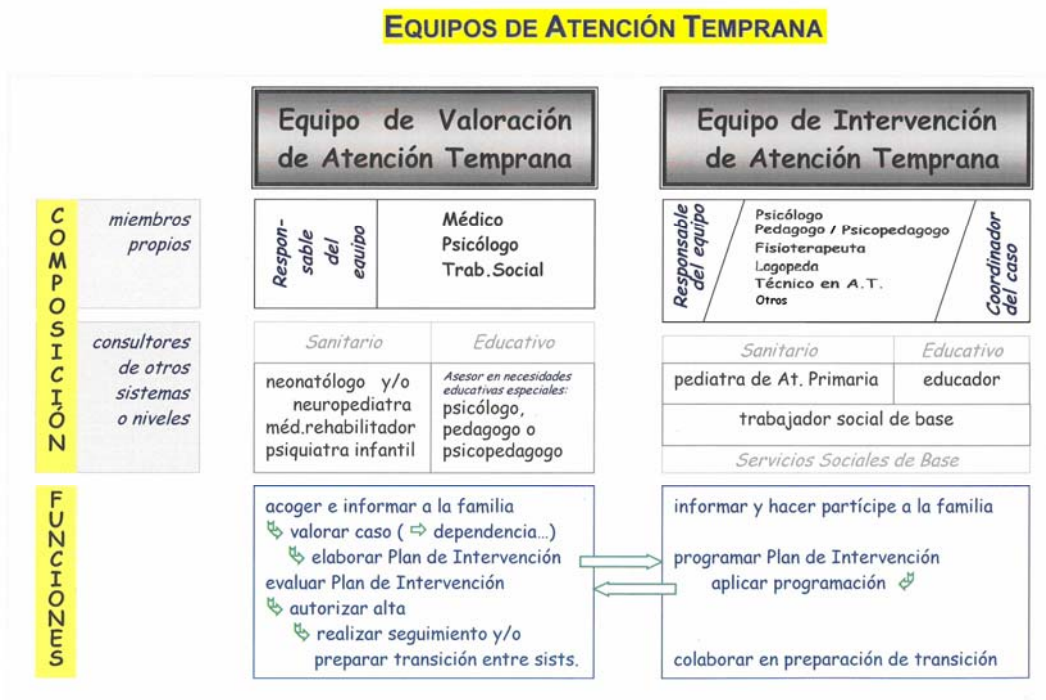 EQUIPOS DE ATENCIÓN TEMPRANA
Equipo de Valoración
de Atención Temprana
Equipo de Intervención
de Atención Temprana
COMPOSICIÓN
miembros
propios
Respon-
sable
del
equipo
Médico
Psicólogo
Trab.Social
Responsable
del equipo
Psicólogo
Pedagogo / Psicopedagogo
Fisioterapeuta
Logopeda
Técnico en A.T.
Otros
Coordinador
del caso
consultores
de otros
sistemas
o niveles
Sanitario
neonatólogo y/o
neuropediatra
méd.rehabilitador
psiquiatra infantil
Educativo
Asesor en necesidades
educativas especiales:
psicólogo,
pedagogo o
psicopedagogo
Sanitario
Educativo
pediatra de At. Primaria
educador
trabajador social de base
Servicios Sociales de Base
FUNCIONES
acoger e informar a la familia
valorar caso ( ⇨ dependencia...)
elaborar Plan de Intervención
evaluar Plan de Intervención
autorizar alta
realizar seguimiento y/o
preparar transición entre sists.
informar y hacer partícipe a la familia
programar Plan de Intervención
aplicar programación
colaborar en preparación de transición